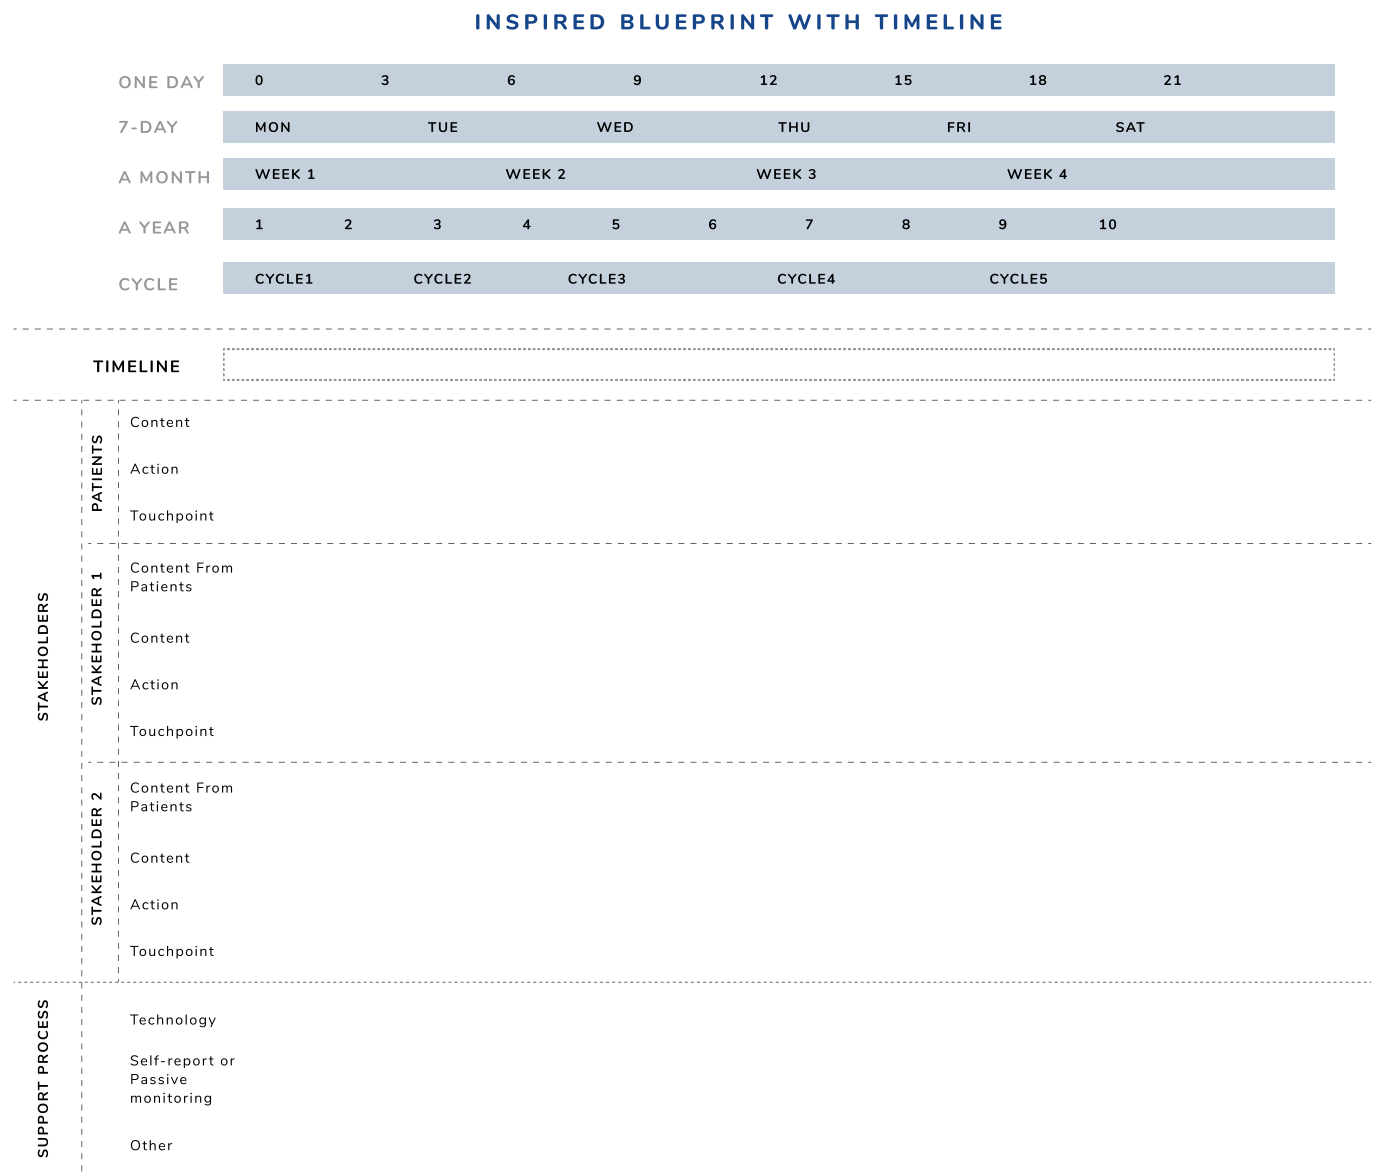 INSPIRED BLUEPRINT WITH TIMELINE
ONE DAY 0 3 6 9 12 15 18 21
7-DAY MON TUE WED THU FRI SAT
A MONTH WEEK 1 WEEK 2 WEEK 3 WEEK 4
A YEAR 1 2 3 4 5 6 7 8 9 10
CYCLE CYCLE1 CYCLE2 CYCLE3 CYCLE4 CYCLE5
TIMELINE
STAKEHOLDERS
PATIENTS
Content
Action
Touchpoint
STAKEHOLDER 1
Content From
Patients
Content
Action
Touchpoint
STAKEHOLDER 2
Content From
Patients
Content
Action
Touchpoint
SUPPORT PROCESS
Technology
Self-report or
Passive
monitoring
Other